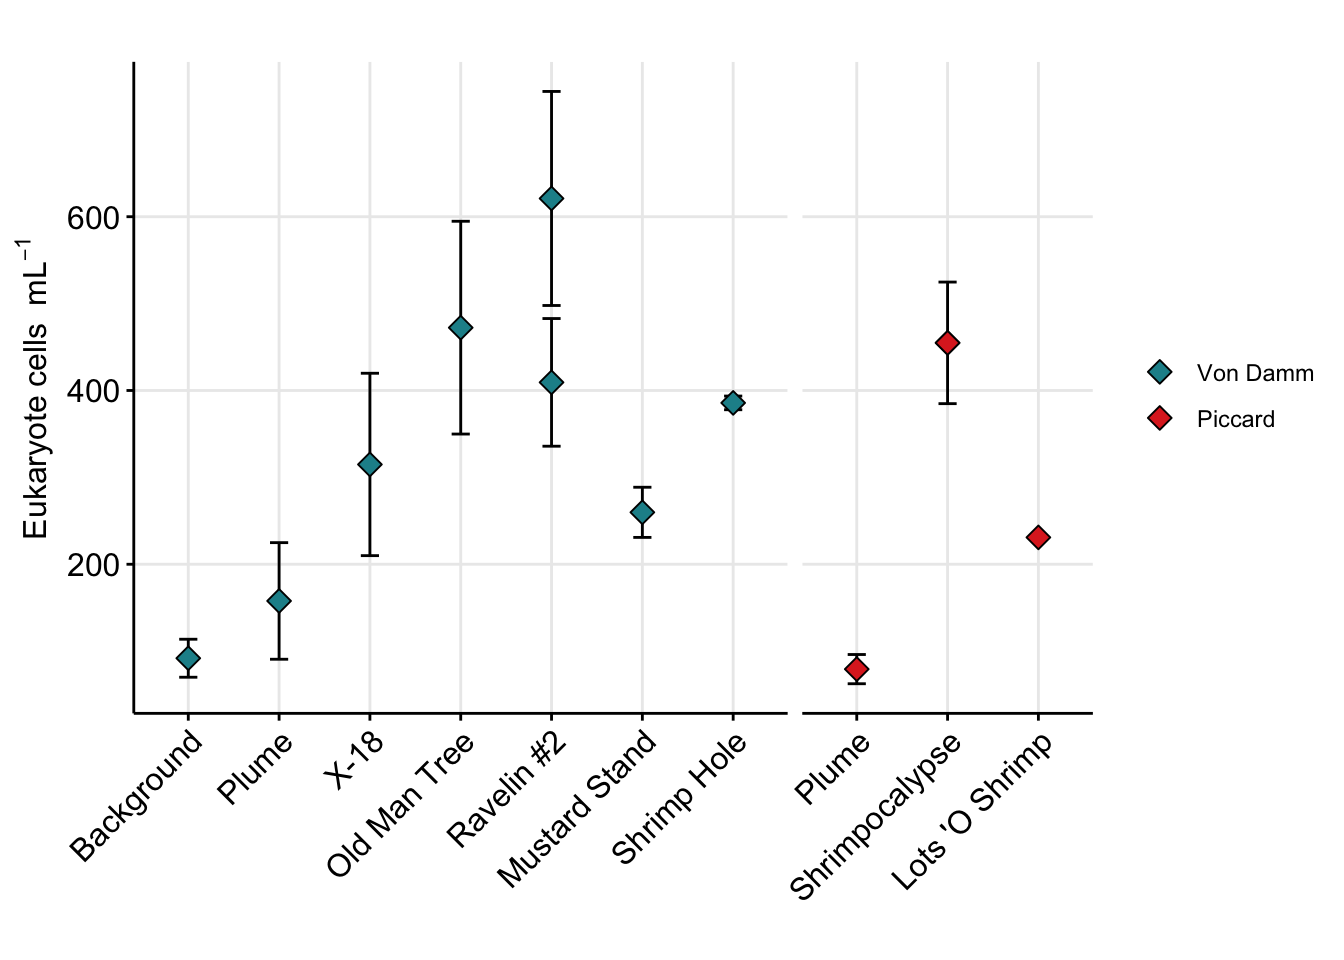 Eukaryote cells mL⁻¹
600
400
200
Background
Plume
X-18
Old Man Tree
Ravelin #2
Mustard Stand
Shrimp Hole
Plume
Shrimpocalypse
Lots 'O Shrimp
Von Damm
Piccard